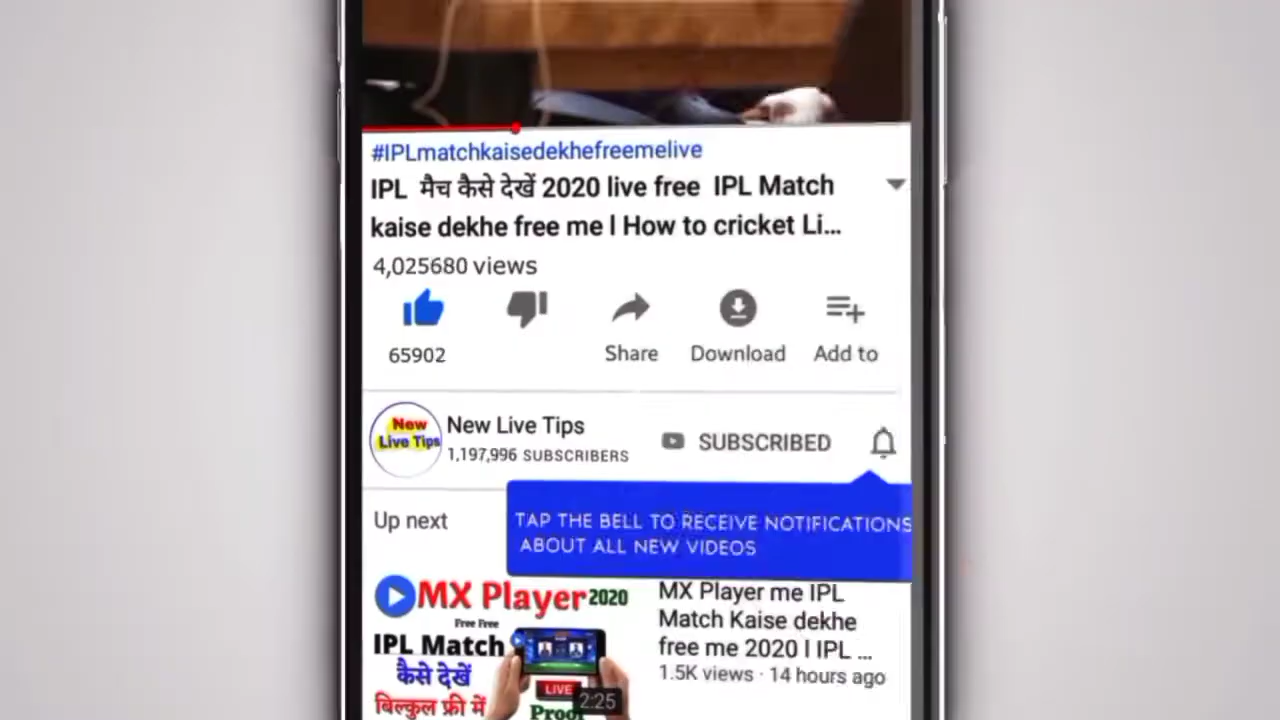 #IPLmatchkaisedekhefreemelive
IPL मैच कैसे देखें 2020 live free IPL Match
kaise dekhe free me l How to cricket Li...
4,025680 views
65902
Share
Download
Add to
New
Live Tips
New Live Tips
1,197,996 SUBSCRIBERS
SUBSCRIBED
Up next
TAP THE BELL TO RECEIVE NOTIFICATIONS
ABOUT ALL NEW VIDEOS
MX Player 2020
Free Free
IPL Match
कैसे देखें
बिल्कुल फ्री में
LIVE
Proof
2:25
MX Player me IPL
Match Kaise dekhe
free me 2020 l IPL ...
1.5K views · 14 hours ago